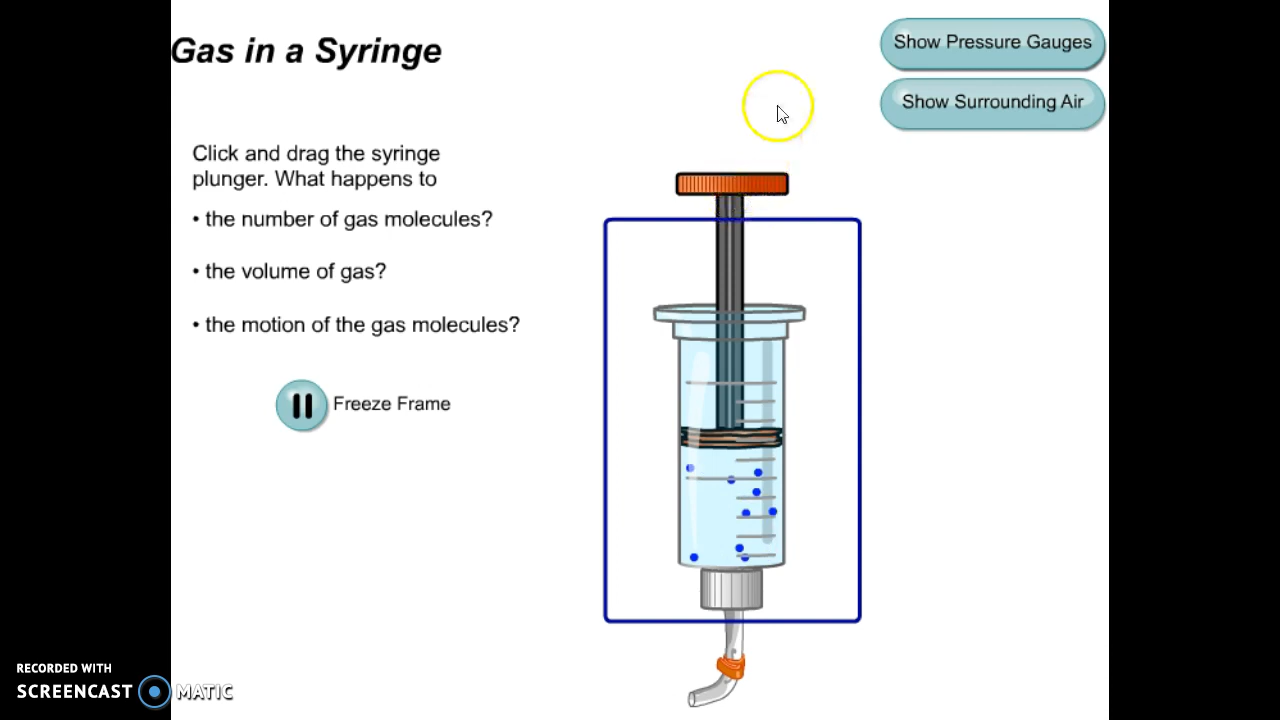 Gas in a Syringe
Show Pressure Gauges
Show Surrounding Air
Click and drag the syringe
plunger. What happens to
• the number of gas molecules?
• the volume of gas?
• the motion of the gas molecules?
Freeze Frame
RECORDED WITH
SCREENCAST MATIC